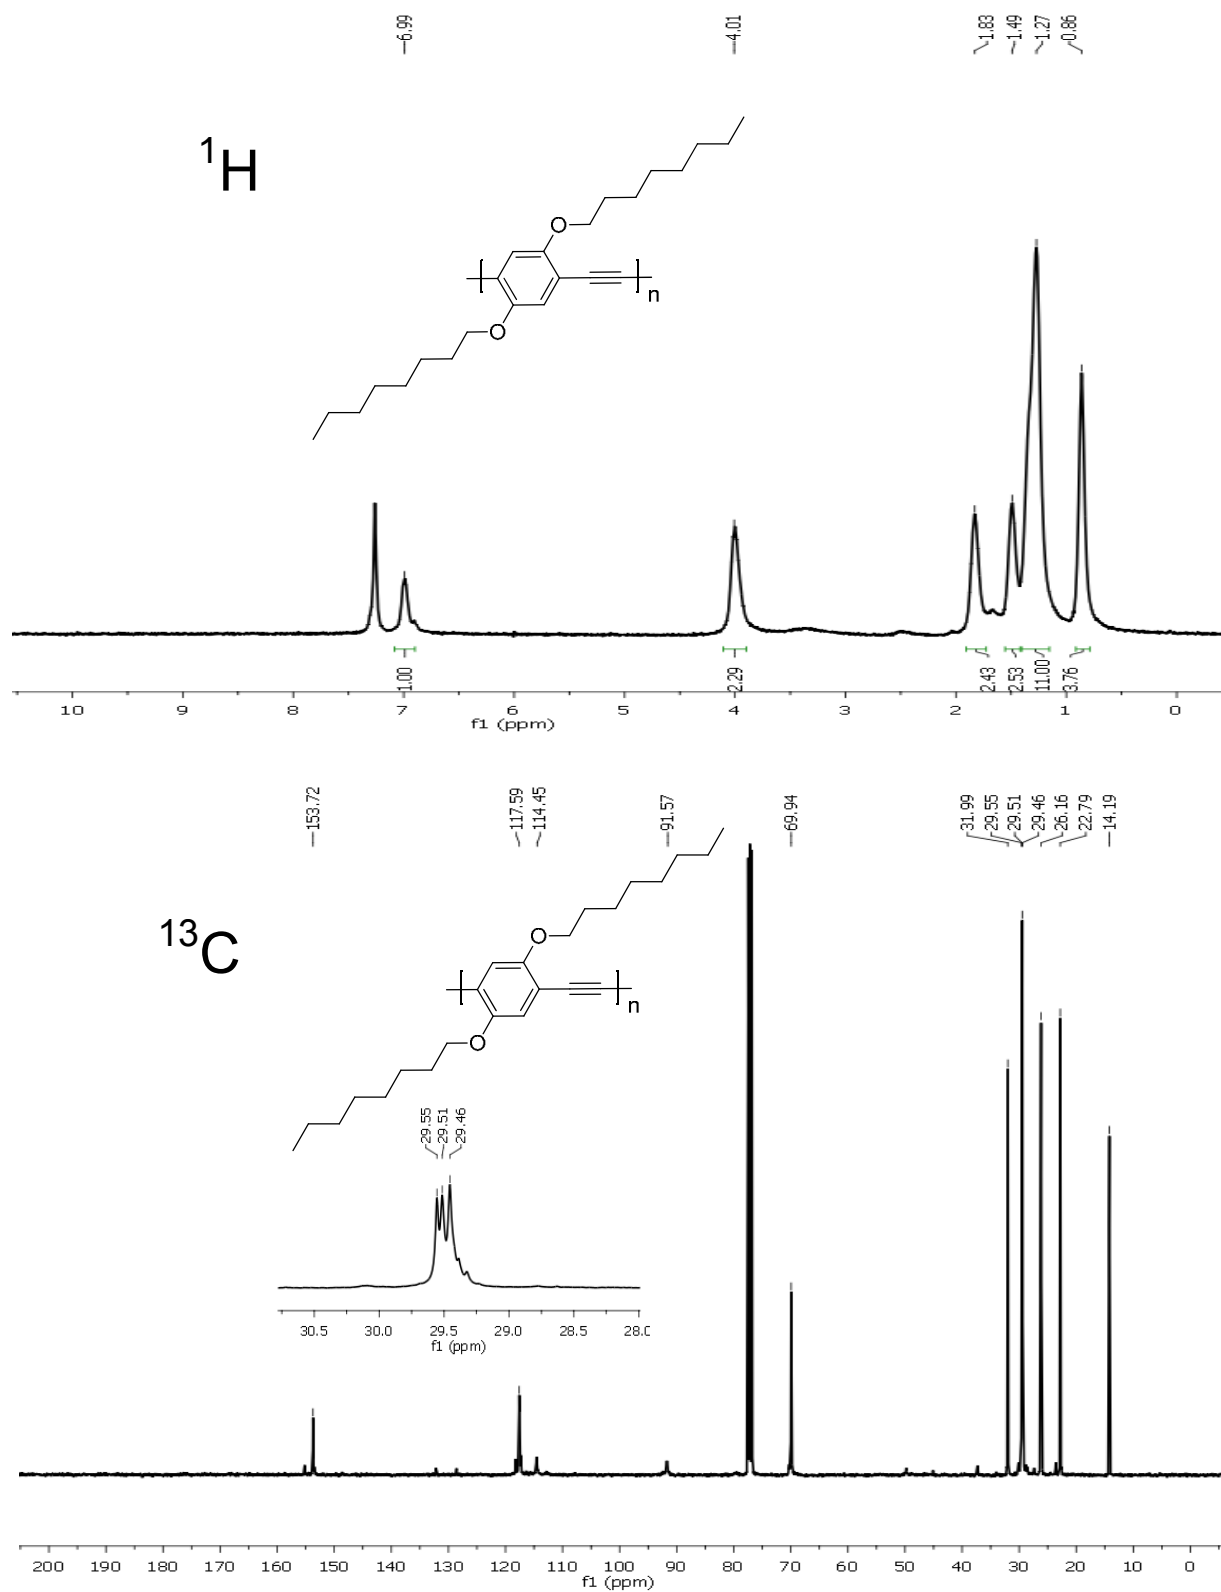 6.99 4.01 1.83 1.49 1.27 0.86
1H
O
n
O
1.00 2.29 2.43 2.53 11.00 3.76
10 9 8 7 6 5 4 3 2 1 0
f1 (ppm)
153.72 117.59 114.45 91.57 69.94 31.99 29.55 29.51 29.46 26.16 22.79 14.19
13C
O
n
O
29.55 29.51 29.46
30.5 30.0 29.5 29.0 28.5 28.0
f1 (ppm)
200 190 180 170 160 150 140 130 120 110 100 90 80 70 60 50 40 30 20 10 0
f1 (ppm)